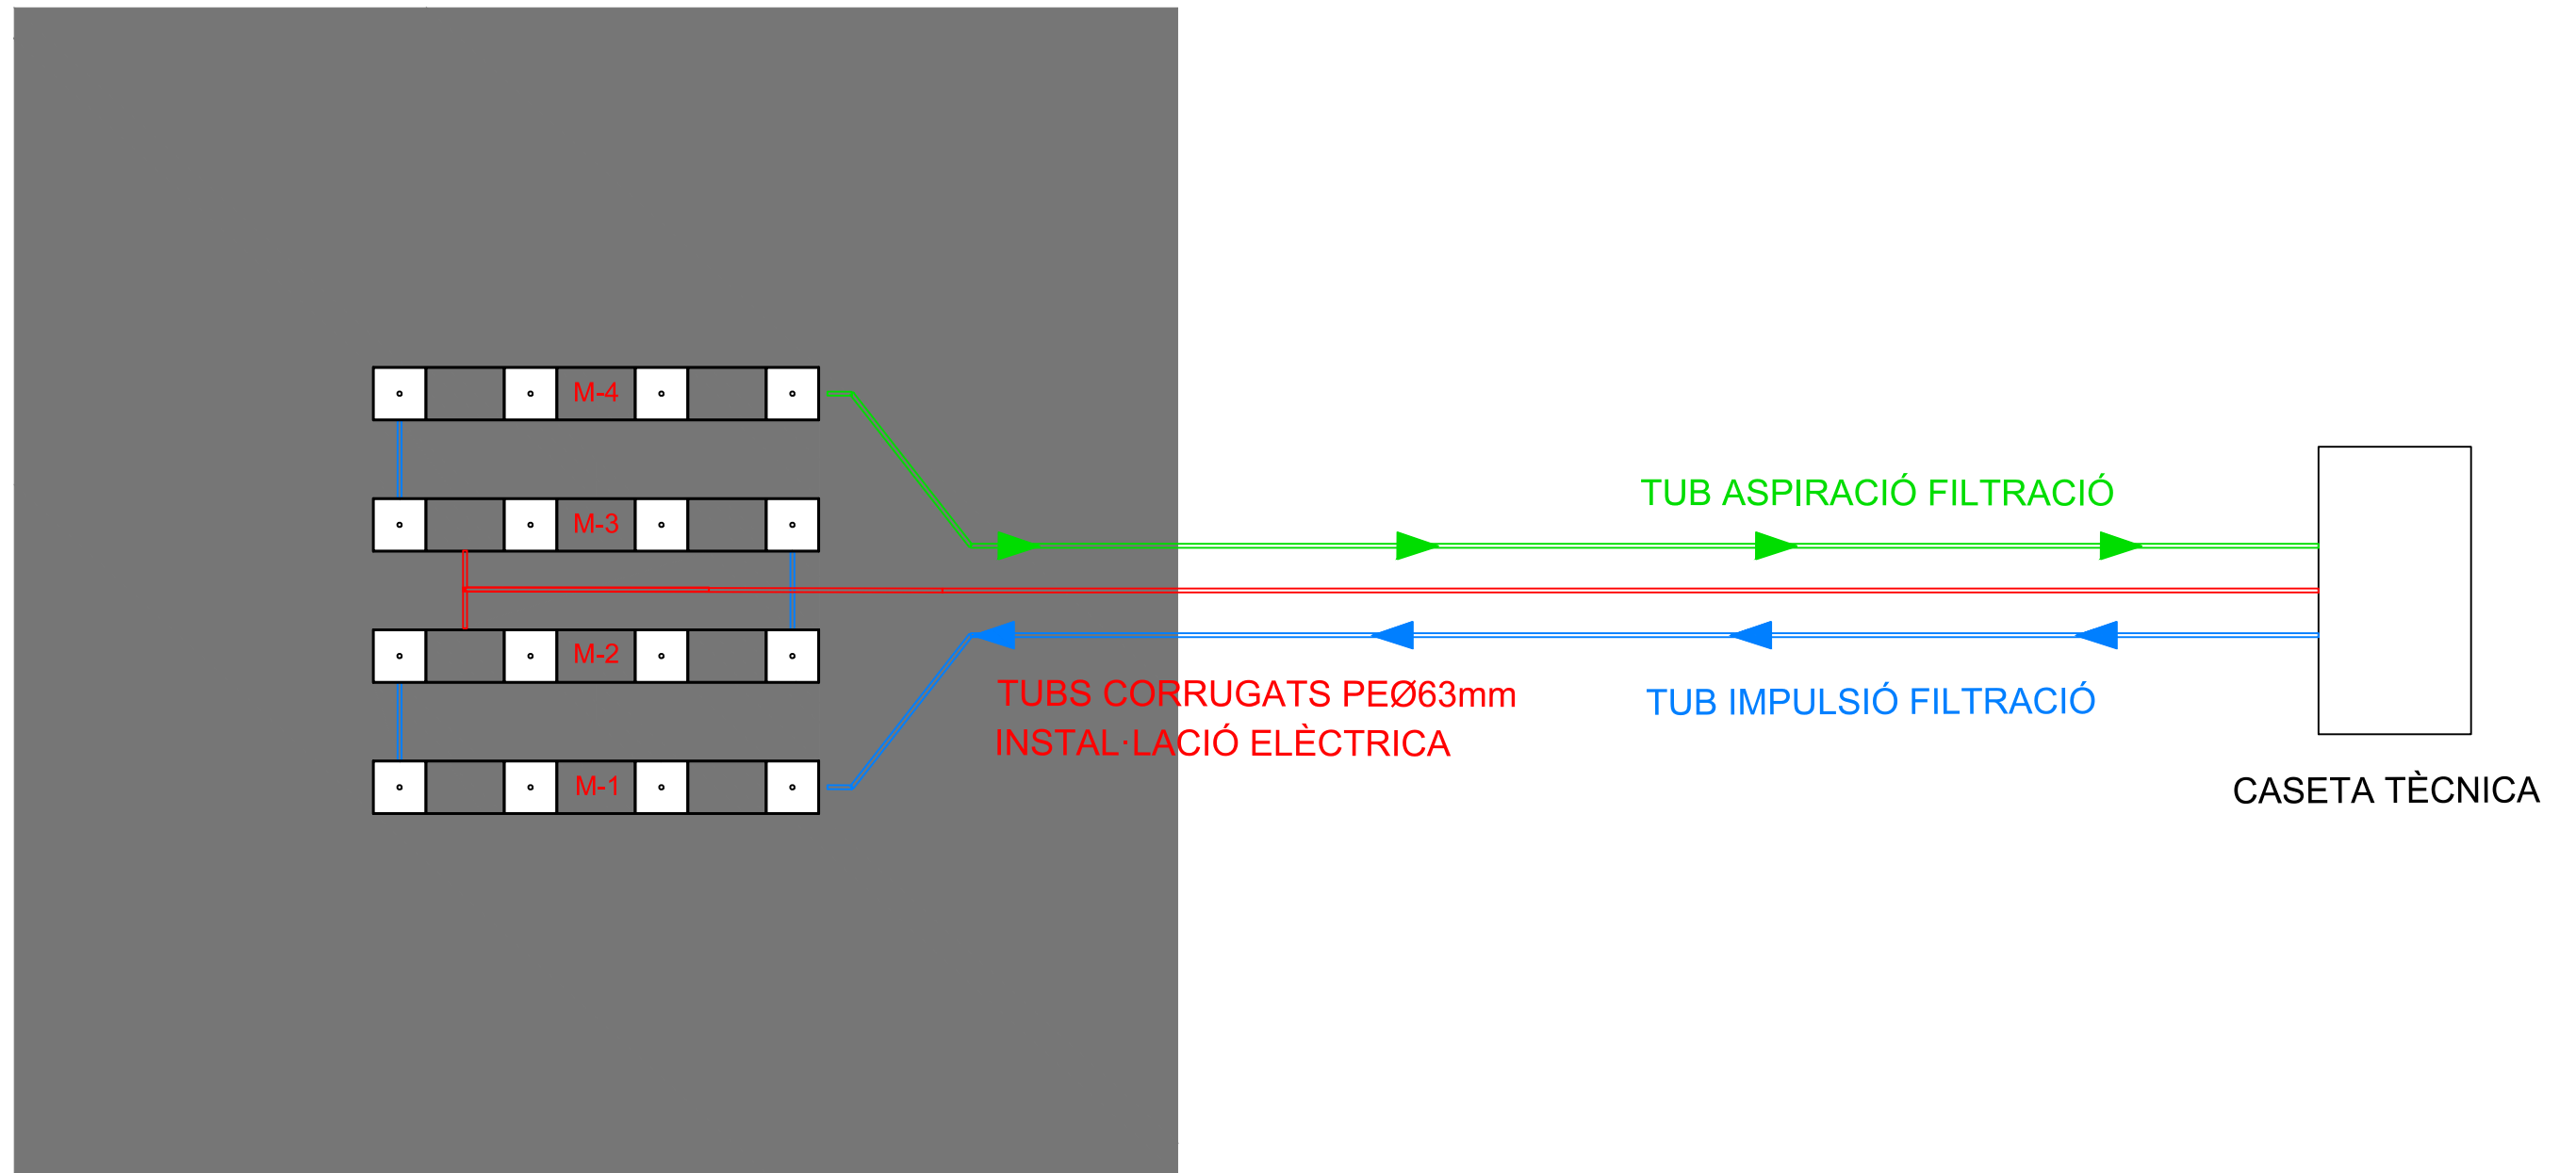 M-4
M-3
M-2
M-1
TUB ASPIRACIÓ FILTRACIÓ
TUBS CORRUGATS PEØ63mm
INSTAL·LACIÓ ELÈCTRICA
TUB IMPULSIÓ FILTRACIÓ
CASETA TÈCNICA